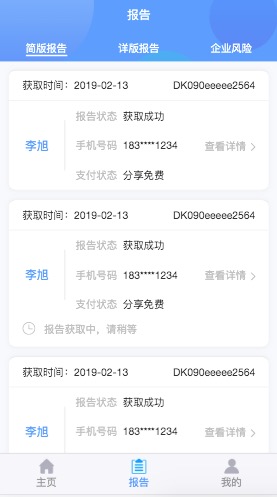 报告
简版报告 详版报告 企业风险
获取时间：2019-02-13 DK090eeeee2564
报告状态 获取成功
李旭 手机号码 183****1234 查看详情
支付状态 分享免费
获取时间：2019-02-13 DK090eeeee2564
报告状态 获取成功
李旭 手机号码 183****1234 查看详情
支付状态 分享免费
报告获取中，请稍等
获取时间：2019-02-13 DK090eeeee2564
报告状态 获取成功
李旭 手机号码 183****1234 查看详情
主页 报告 我的